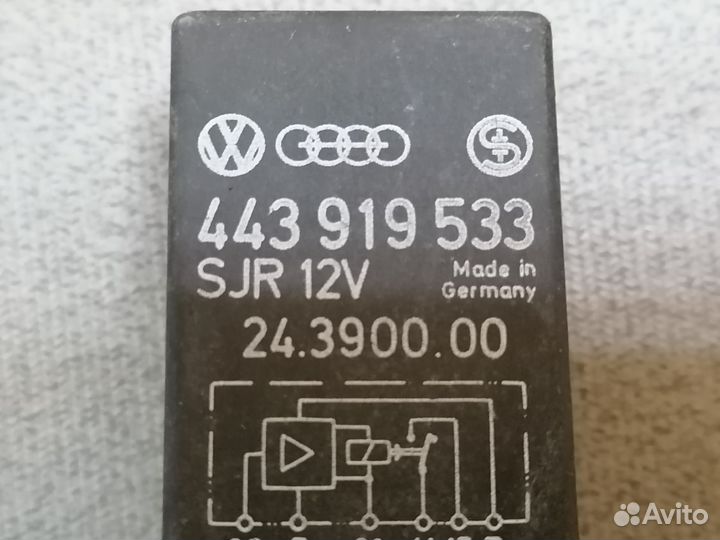 443 919 533
SJR 12V
Made in
Germany
24.3900.00
Avito